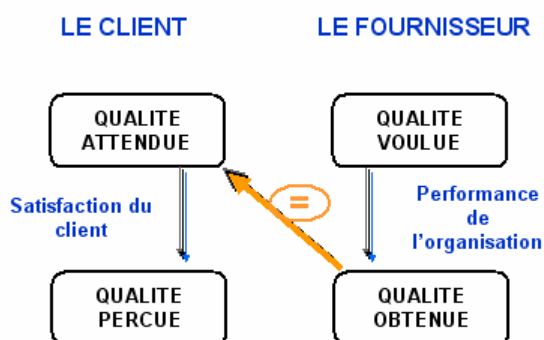 LE CLIENT
LE FOURNISSEUR
QUALITE
ATTENDUE
QUALITE
VOULUE
Satisfaction du
client
=
Performance
de
l'organisation
QUALITE
PERCUE
QUALITE
OBTENUE